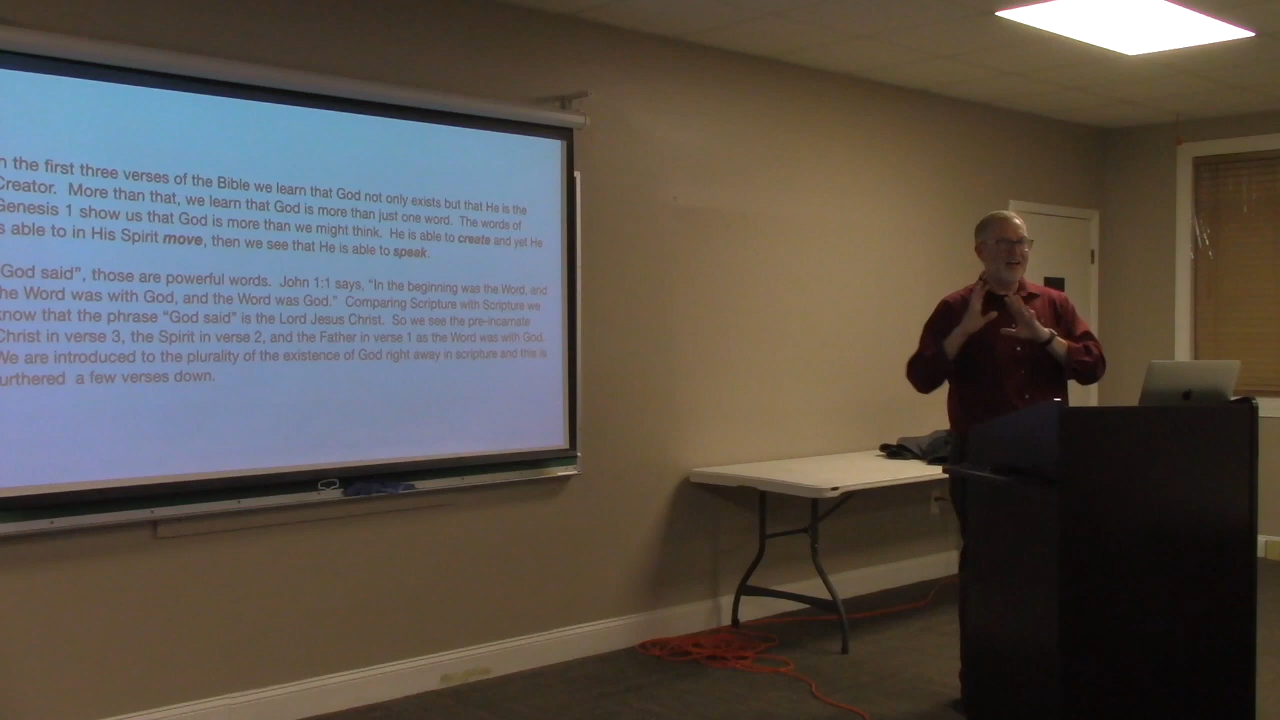 n the first three verses of the Bible we learn that God not only exists but that He is the
Creator. More than that, we learn that God is more than just one word. The words of
Genesis 1 show us that God is more than we might think. He is able to create and yet He
s able to in His Spirit move, then we see that He is able to speak.
God said", those are powerful words. John 1:1 says, "In the beginning was the Word, and
he Word was with God, and the Word was God." Comparing Scripture with Scripture we
know that the phrase "God said" is the Lord Jesus Christ. So we see the pre-incarnate
Christ in verse 3, the Spirit in verse 2, and the Father in verse 1 as the Word was with God.
We are introduced to the plurality of the existence of God right away in scripture and this is
urthered a few verses down.